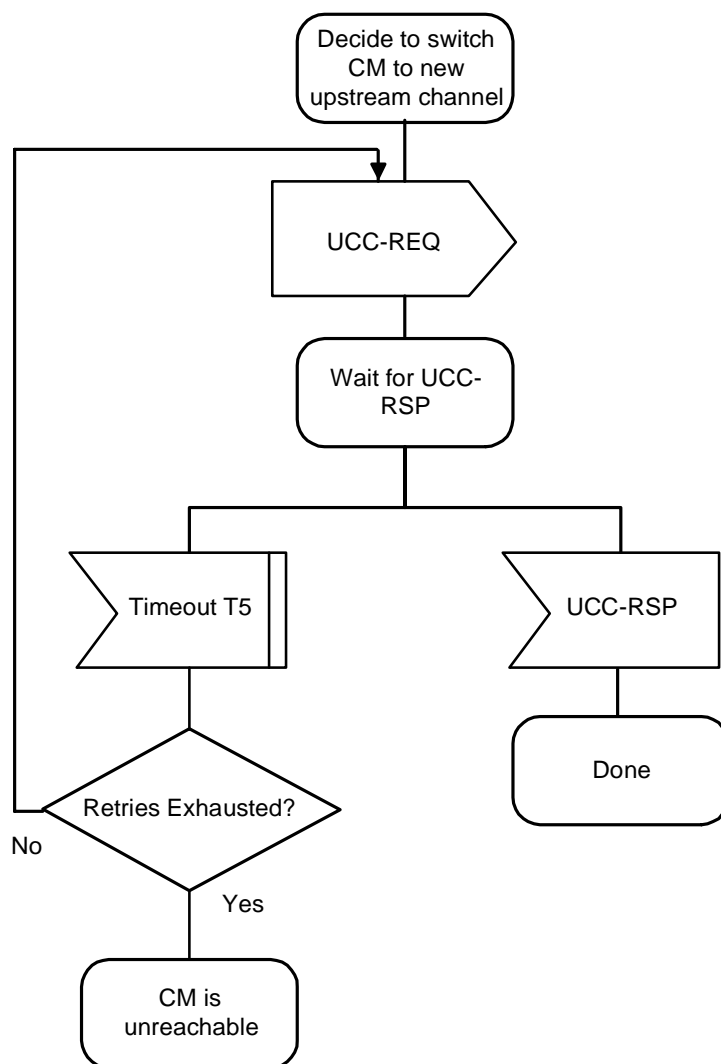 Decide to switch
CM to new
upstream channel
UCC-REQ
Wait for UCC-
RSP
Timeout T5
UCC-RSP
Retries Exhausted?
Done
No
Yes
CM is
unreachable